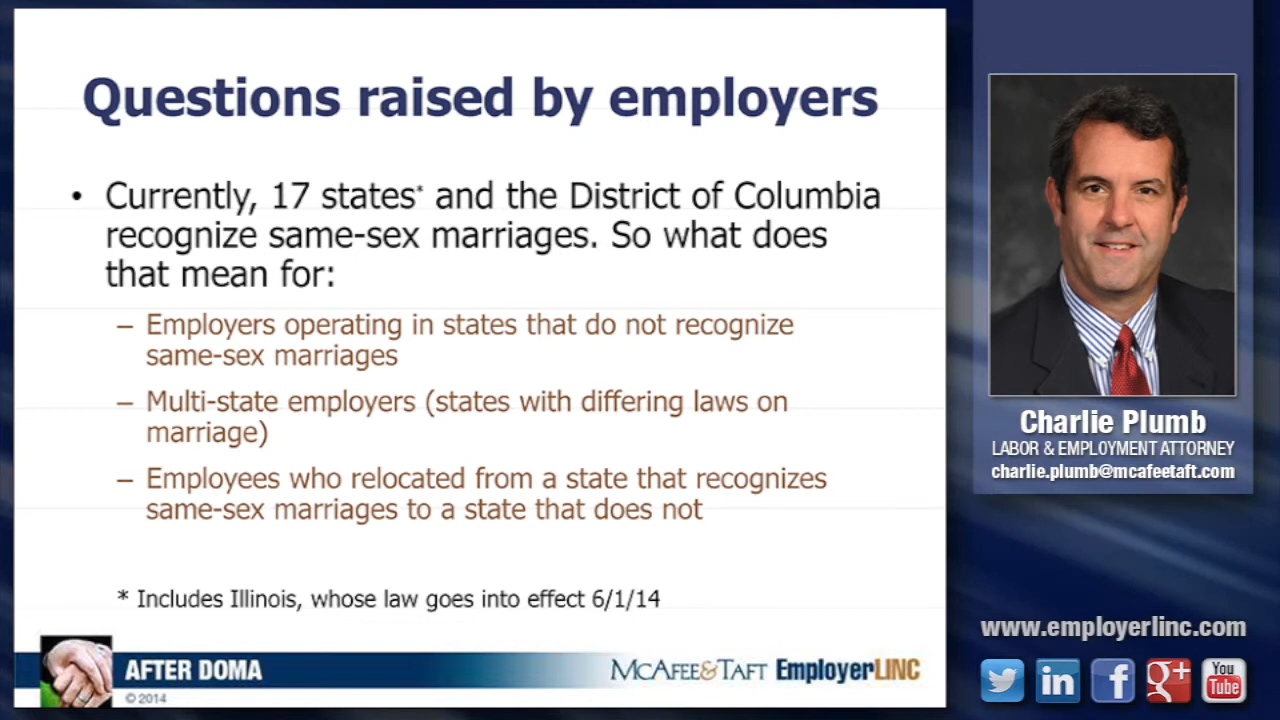 Questions raised by employers
• Currently, 17 states* and the District of Columbia
recognize same-sex marriages. So what does
that mean for:
– Employers operating in states that do not recognize
same-sex marriages
– Multi-state employers (states with differing laws on
marriage)
– Employees who relocated from a state that recognizes
same-sex marriages to a state that does not
* Includes Illinois, whose law goes into effect 6/1/14
AFTER DOMA
© 2014
McAFEE&TAFT EmployerLINC
Charlie Plumb
LABOR & EMPLOYMENT ATTORNEY
charlie.plumb@mcafeetaft.com
www.employerlinc.com
in
f
g+
You
Tube